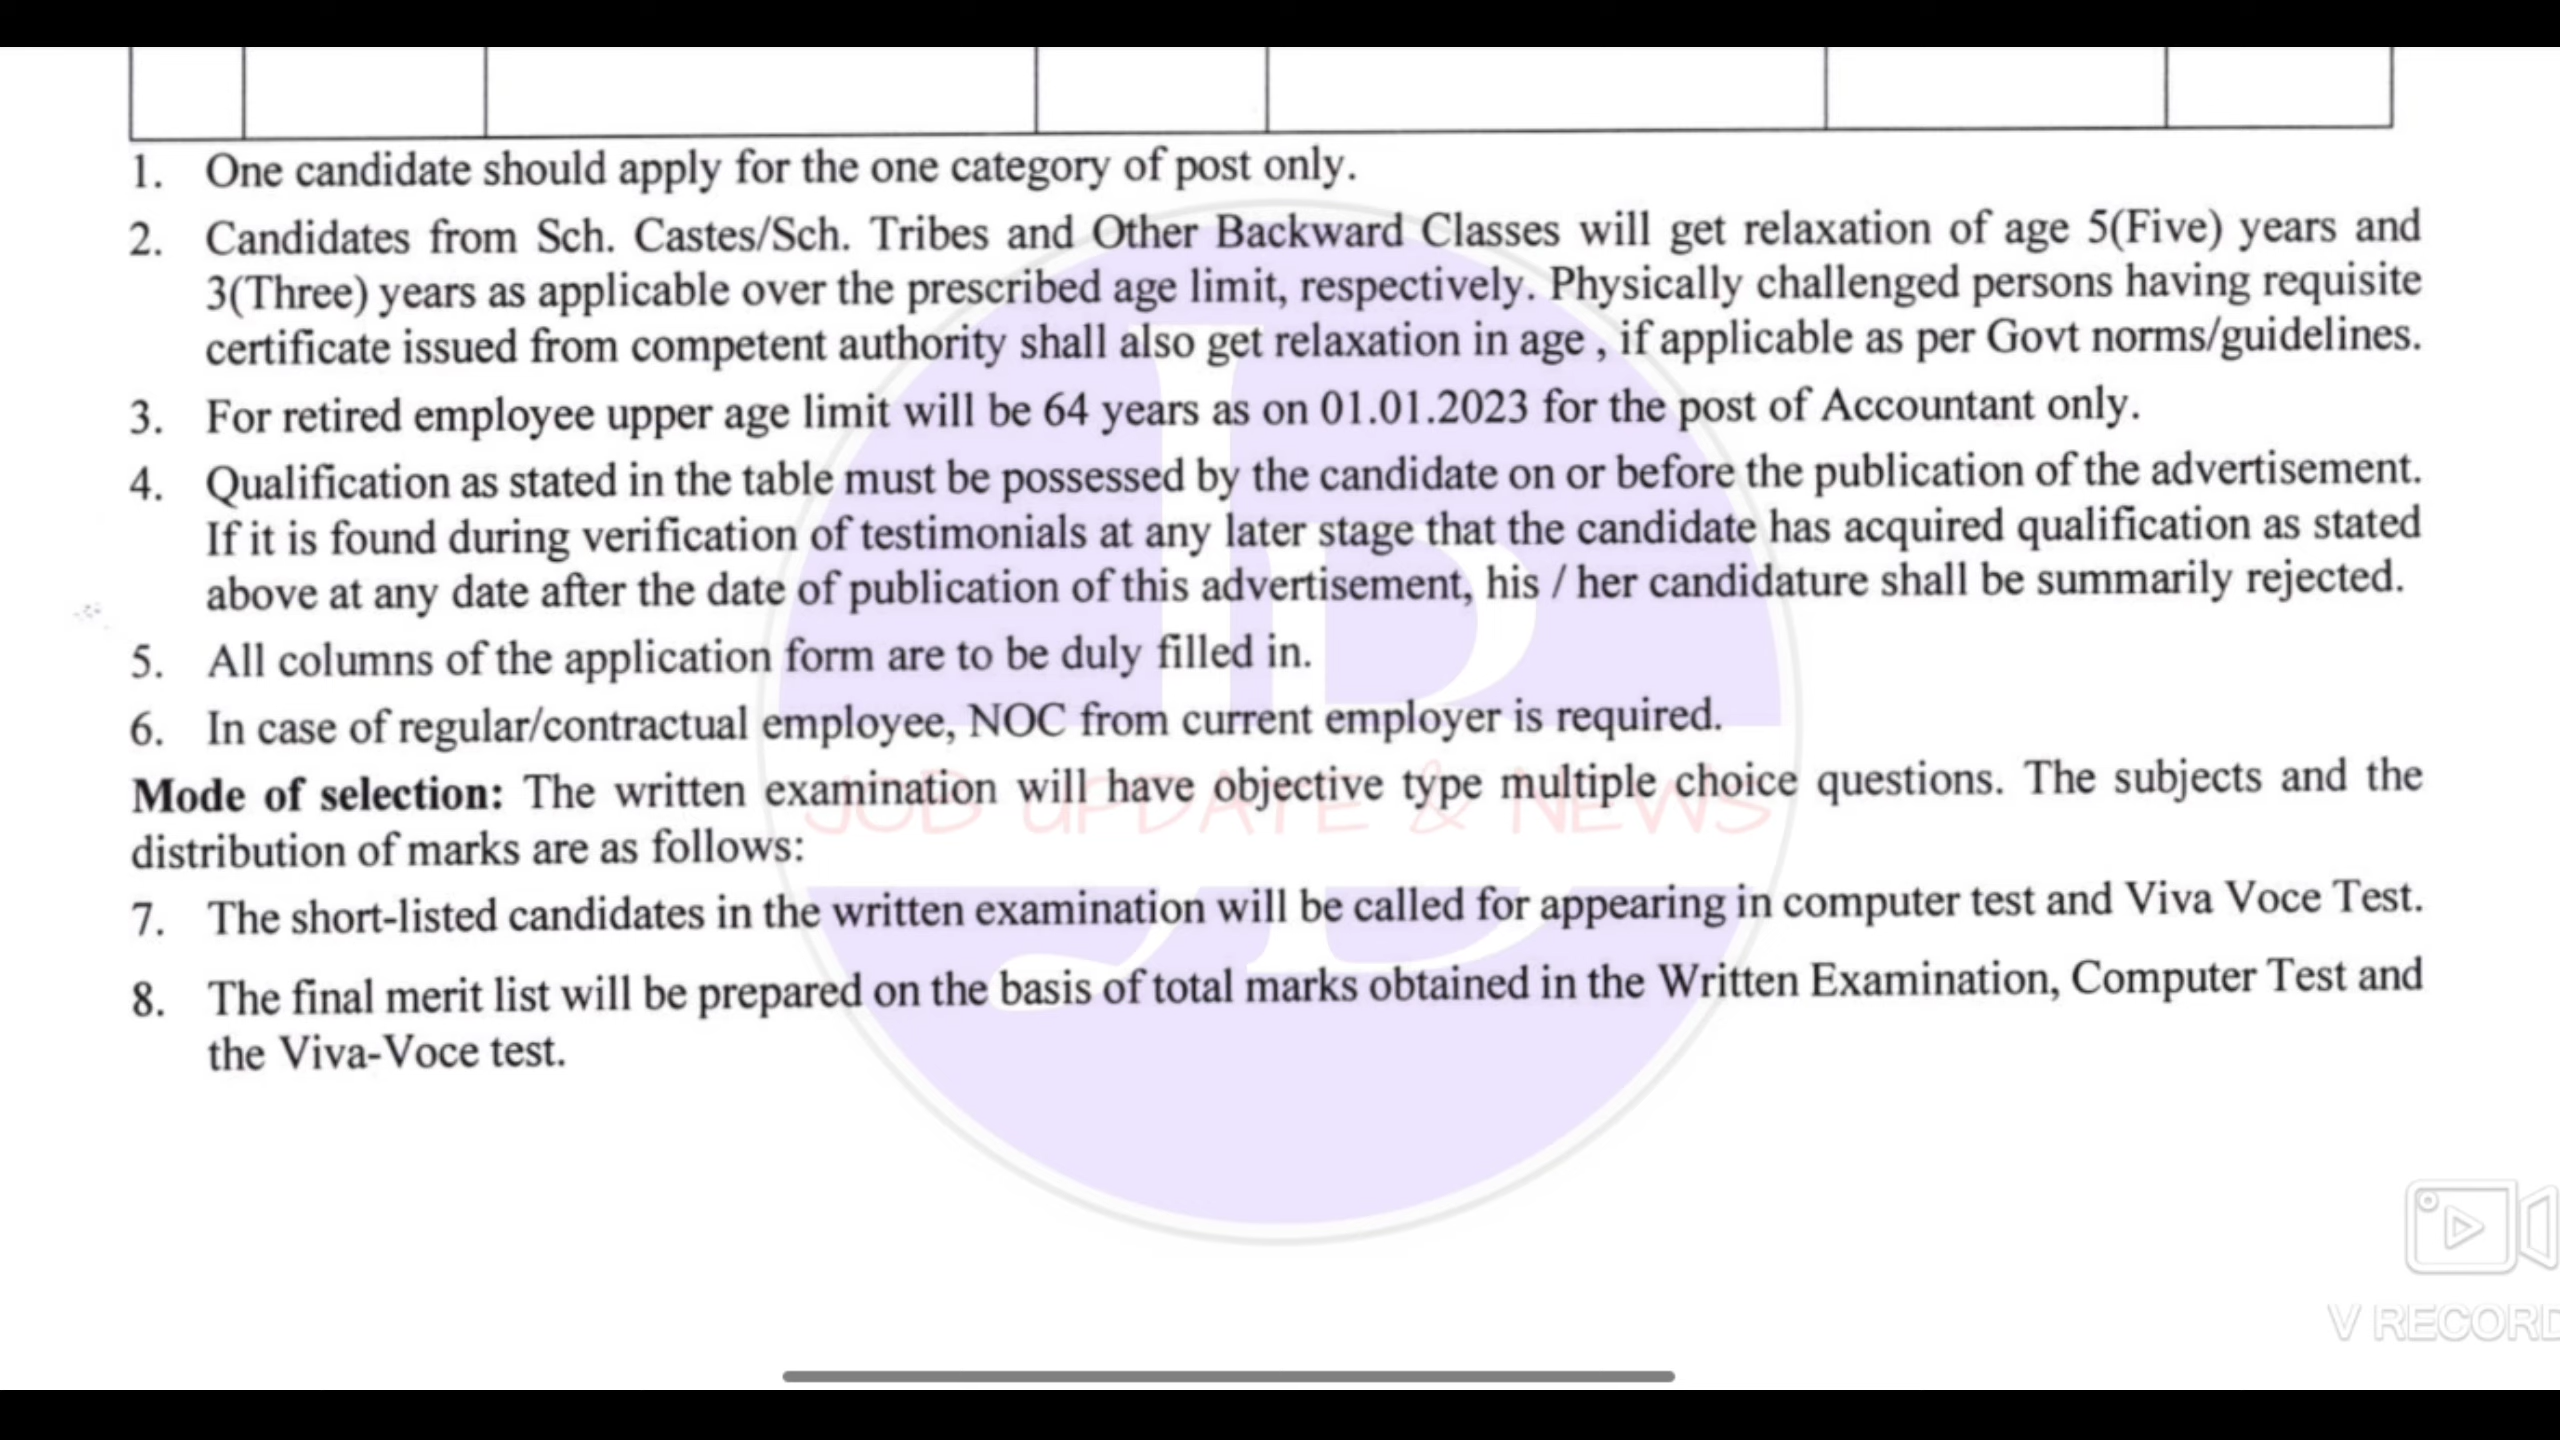 1. One candidate should apply for the one category of post only.
2. Candidates from Sch. Castes/Sch. Tribes and Other Backward Classes will get relaxation of age 5(Five) years and
3(Three) years as applicable over the prescribed age limit, respectively. Physically challenged persons having requisite
certificate issued from competent authority shall also get relaxation in age , if applicable as per Govt norms/guidelines.
3. For retired employee upper age limit will be 64 years as on 01.01.2023 for the post of Accountant only.
4. Qualification as stated in the table must be possessed by the candidate on or before the publication of the advertisement.
If it is found during verification of testimonials at any later stage that the candidate has acquired qualification as stated
above at any date after the date of publication of this advertisement, his / her candidature shall be summarily rejected.
5. All columns of the application form are to be duly filled in.
6. In case of regular/contractual employee, NOC from current employer is required.
Mode of selection: The written examination will have objective type multiple choice questions. The subjects and the
JOB UPDATE & NEWS
distribution of marks are as follows:
7. The short-listed candidates in the written examination will be called for appearing in computer test and Viva Voce Test.
8. The final merit list will be prepared on the basis of total marks obtained in the Written Examination, Computer Test and
the Viva-Voce test.
JB
V RECORD